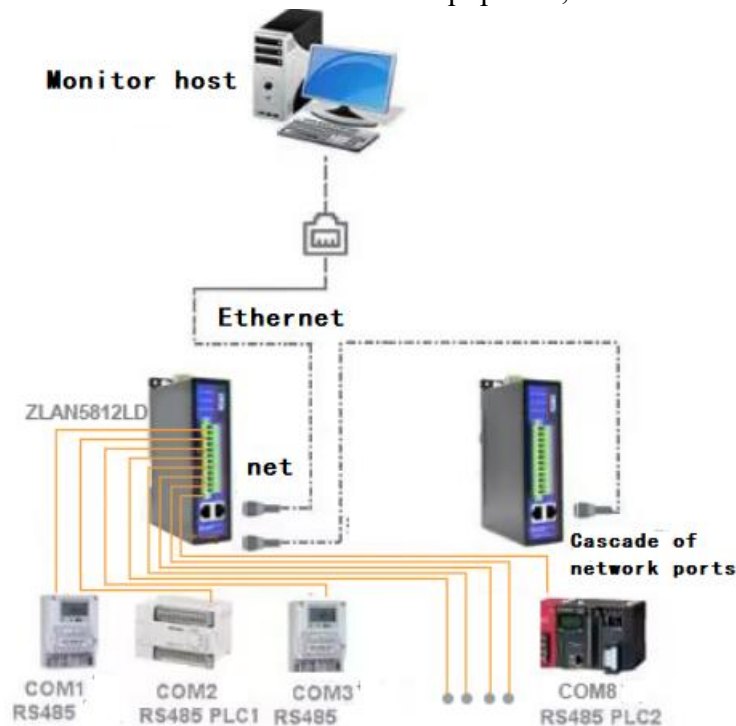 Monitor host
Ethernet
ZLAN5812LD
net
Cascade of
network ports
COM1
RS485
COM2
RS485 PLC1
COM3
RS485
COM8
RS485 PLC2